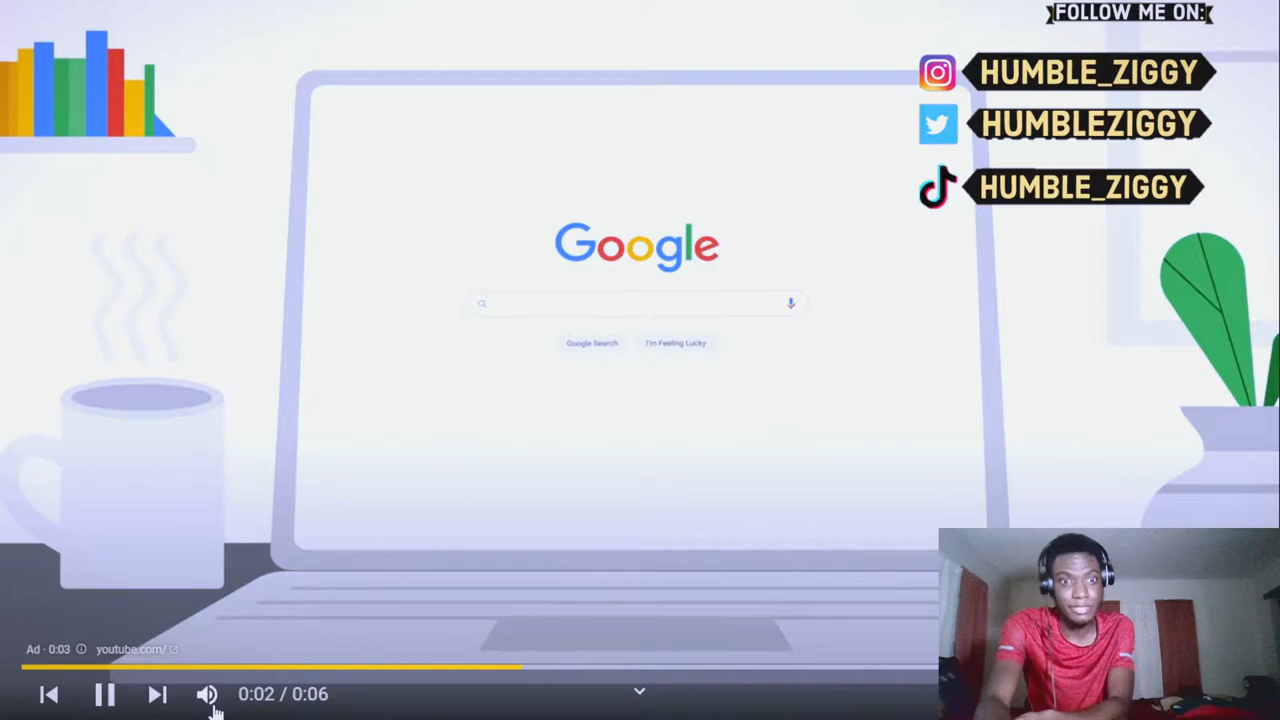 FOLLOW ME ON:
HUMBLE_ZIGGY
HUMBLEZIGGY
HUMBLE_ZIGGY
Google
Google Search
I'm Feeling Lucky
Ad · 0:03
youtube.com/
0:02 / 0:06